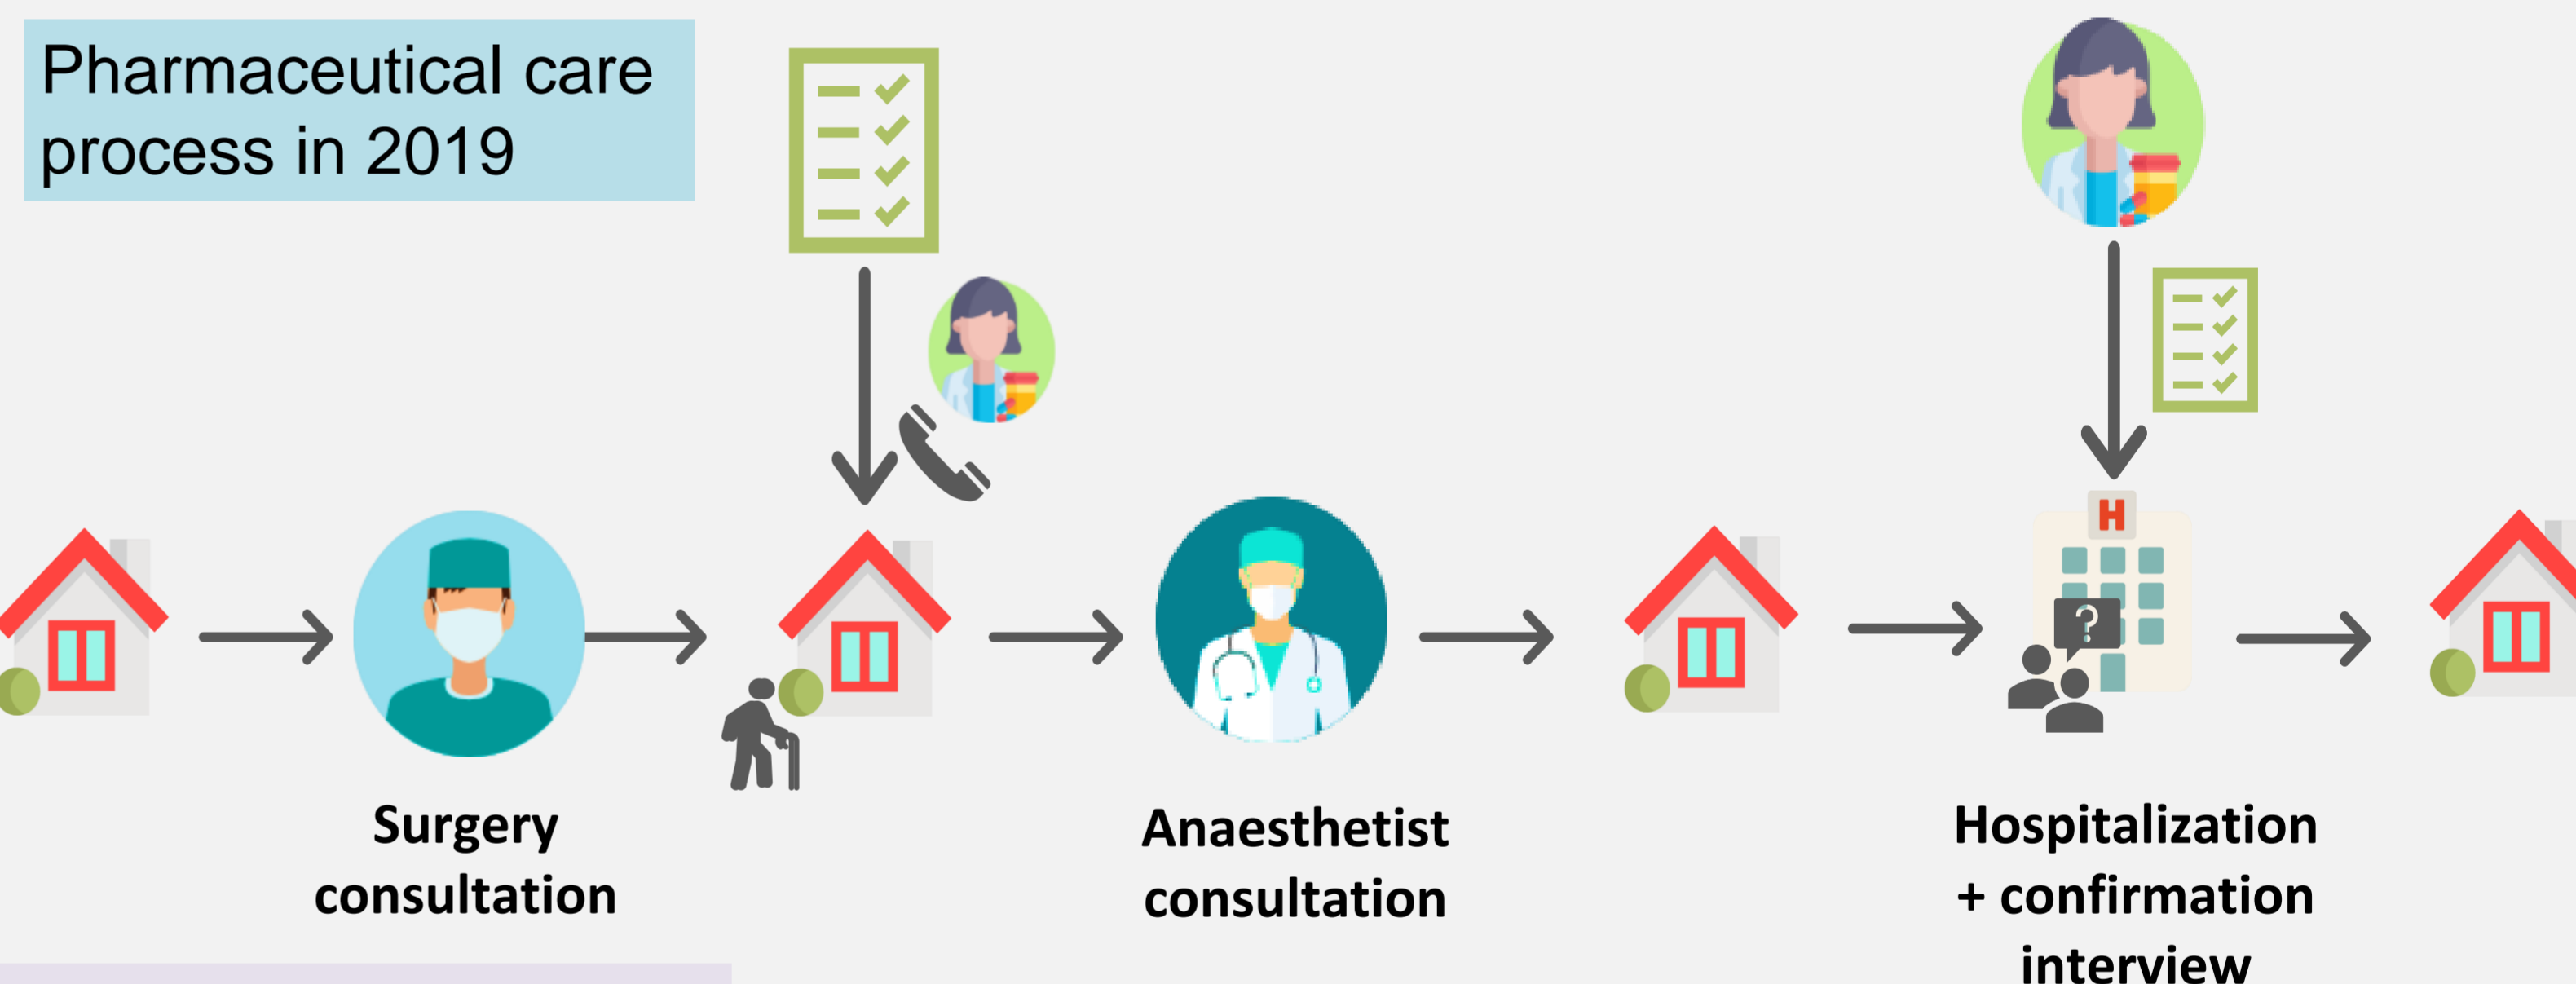 Pharmaceutical care
process in 2019
H
?
Surgery
consultation
Anaesthetist
consultation
Hospitalization
+ confirmation
interview